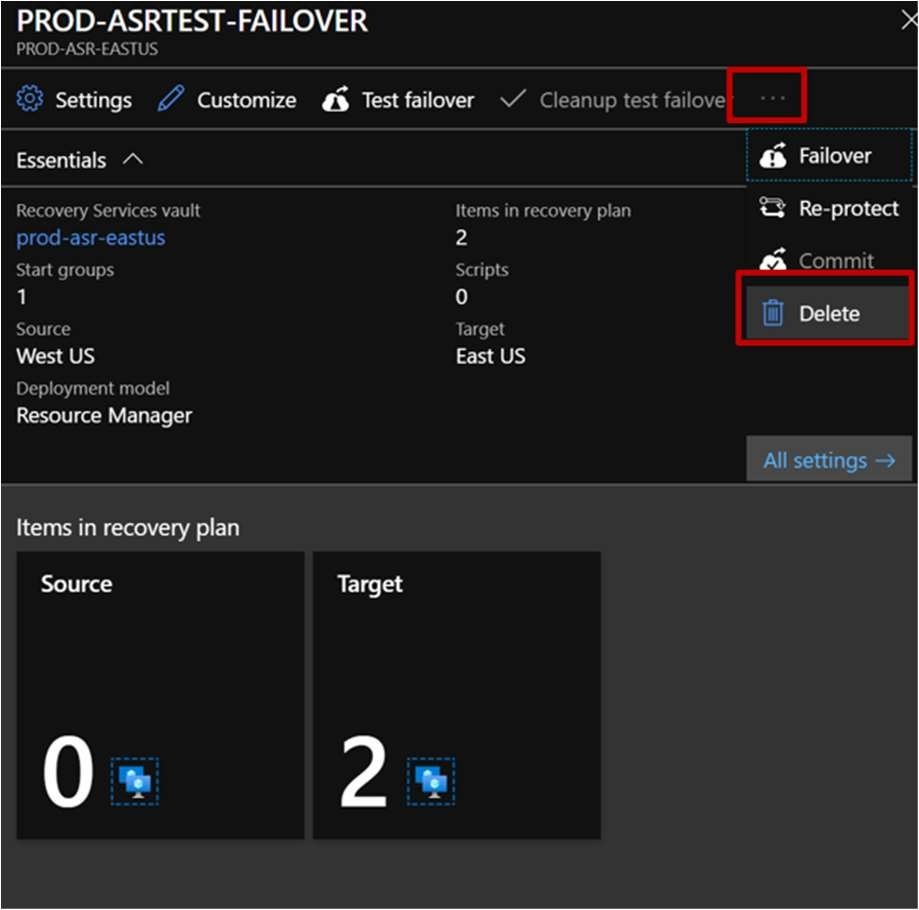 PROD-ASRTEST-FAILOVER
PROD-ASR-EASTUS
Settings Customize Test failover Cleanup test failove ...
Essentials
Failover
Re-protect
Commit
Delete
Recovery Services vault
prod-asr-eastus
Items in recovery plan
2
Start groups
1
Scripts
0
Source
West US
Target
East US
Deployment model
Resource Manager
All settings →
Items in recovery plan
Source
0
Target
2